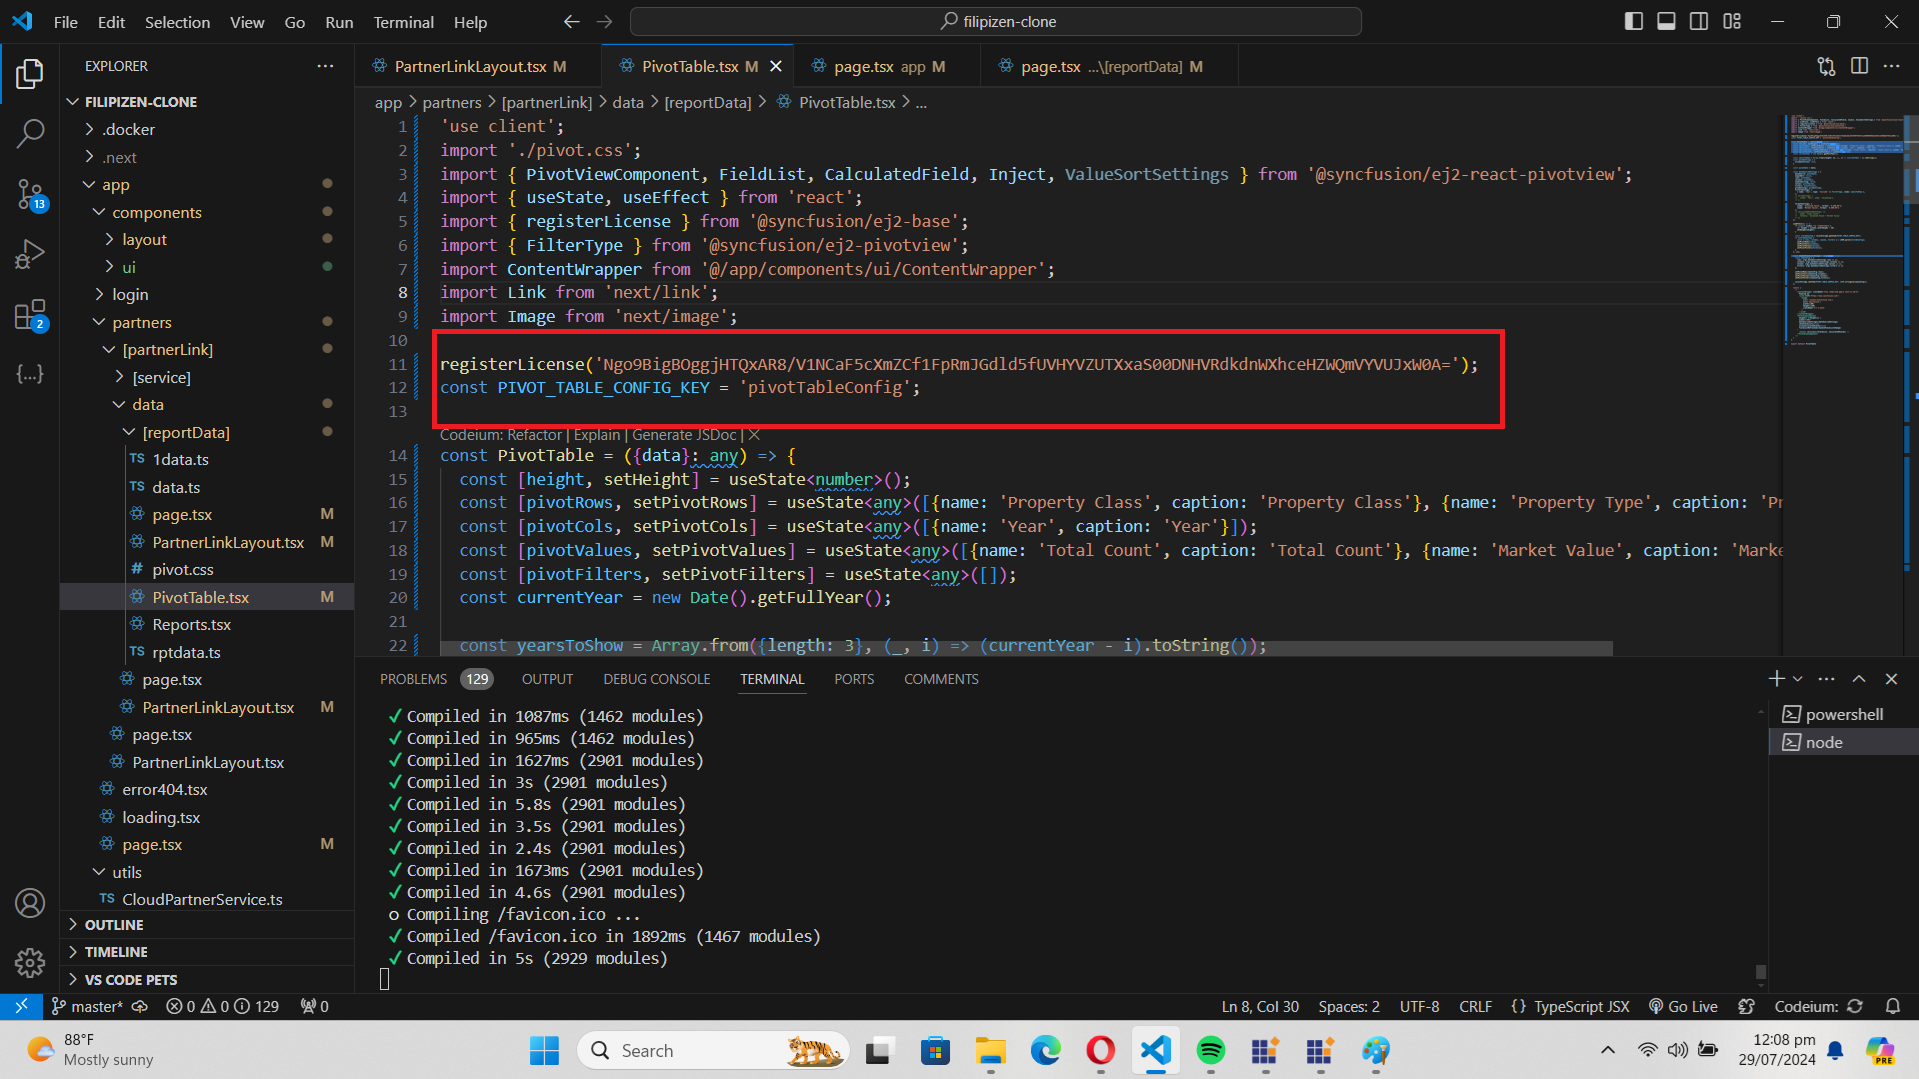 File Edit Selection View Go Run Terminal Help
filipizen-clone
EXPLORER
FILIPIZEN-CLONE
.docker
.next
app
components
layout
ui
login
partners
[partnerLink]
[service]
data
[reportData]
TS 1data.ts
TS data.ts
page.tsx M
PartnerLinkLayout.tsx M
# pivot.css
PivotTable.tsx M
Reports.tsx
TS rptdata.ts
page.tsx
PartnerLinkLayout.tsx M
page.tsx
PartnerLinkLayout.tsx
error404.tsx
loading.tsx
page.tsx M
utils
TS CloudPartnerService.ts
OUTLINE
TIMELINE
VS CODE PETS
13
2
PartnerLinkLayout.tsx M
PivotTable.tsx M
page.tsx app M
page.tsx ...\[reportData] M
app > partners > [partnerLink] > data > [reportData] > PivotTable.tsx > ...
1 'use client';
2 import './pivot.css';
3 import { PivotViewComponent, FieldList, CalculatedField, Inject, ValueSortSettings } from '@syncfusion/ej2-react-pivotview';
4 import { useState, useEffect } from 'react';
5 import { registerLicense } from '@syncfusion/ej2-base';
6 import { FilterType } from '@syncfusion/ej2-pivotview';
7 import ContentWrapper from '@/app/components/ui/ContentWrapper';
8 import Link from 'next/link';
9 import Image from 'next/image';
10
11 registerLicense('Ngo9BigBOggjHTQxAR8/V1NCaF5cXmZCf1FpRmJGdld5fUVHYVZUTXxaS00DNHVRdkdnWXhceHZWQmVYVUJxW0A=');
12 const PIVOT_TABLE_CONFIG_KEY = 'pivotTableConfig';
13
Codeium: Refactor | Explain | Generate JSDoc | X
14 const PivotTable = ({data}: any) => {
15 const [height, setHeight] = useState<number>();
16 const [pivotRows, setPivotRows] = useState<any>([{name: 'Property Class', caption: 'Property Class'}, {name: 'Property Type', caption: 'Pr
17 const [pivotCols, setPivotCols] = useState<any>([{name: 'Year', caption: 'Year'}]);
18 const [pivotValues, setPivotValues] = useState<any>([{name: 'Total Count', caption: 'Total Count'}, {name: 'Market Value', caption: 'Marke
19 const [pivotFilters, setPivotFilters] = useState<any>([]);
20 const currentYear = new Date().getFullYear();
21
22 const yearsToShow = Array.from({length: 3}, (_, i) => (currentYear - i).toString());
PROBLEMS 129 OUTPUT DEBUG CONSOLE TERMINAL PORTS COMMENTS
✓ Compiled in 1087ms (1462 modules)
✓ Compiled in 965ms (1462 modules)
✓ Compiled in 1627ms (2901 modules)
✓ Compiled in 3s (2901 modules)
✓ Compiled in 5.8s (2901 modules)
✓ Compiled in 3.5s (2901 modules)
✓ Compiled in 2.4s (2901 modules)
✓ Compiled in 1673ms (2901 modules)
✓ Compiled in 4.6s (2901 modules)
○ Compiling /favicon.ico ...
✓ Compiled /favicon.ico in 1892ms (1467 modules)
✓ Compiled in 5s (2929 modules)
powershell
node
master* 0 0 129 0
Ln 8, Col 30 Spaces: 2 UTF-8 CRLF {} TypeScript JSX Go Live Codeium:
88°F
Mostly sunny
Search
PRE
12:08 pm
29/07/2024